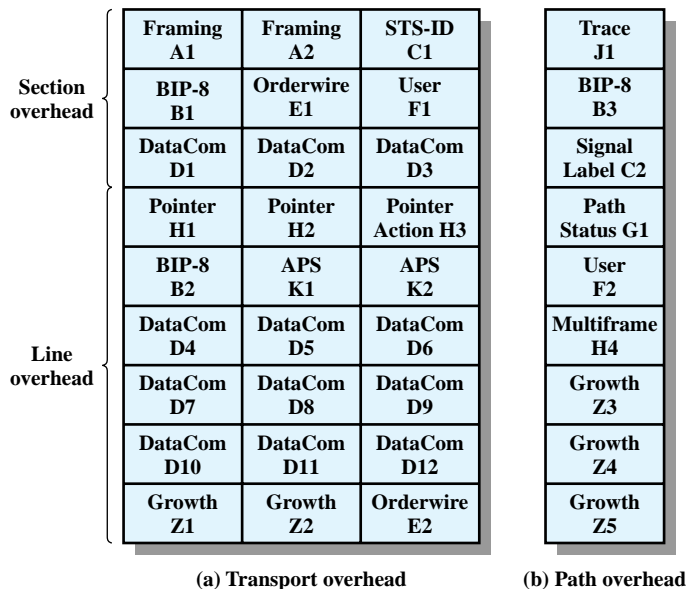 Section
overhead
Line
overhead
Framing
A1
Framing
A2
STS-ID
C1
BIP-8
B1
Orderwire
E1
User
F1
DataCom
D1
DataCom
D2
DataCom
D3
Pointer
H1
Pointer
H2
Pointer
Action H3
BIP-8
B2
APS
K1
APS
K2
DataCom
D4
DataCom
D5
DataCom
D6
DataCom
D7
DataCom
D8
DataCom
D9
DataCom
D10
DataCom
D11
DataCom
D12
Growth
Z1
Growth
Z2
Orderwire
E2
(a) Transport overhead
Trace
J1
BIP-8
B3
Signal
Label C2
Path
Status G1
User
F2
Multiframe
H4
Growth
Z3
Growth
Z4
Growth
Z5
(b) Path overhead